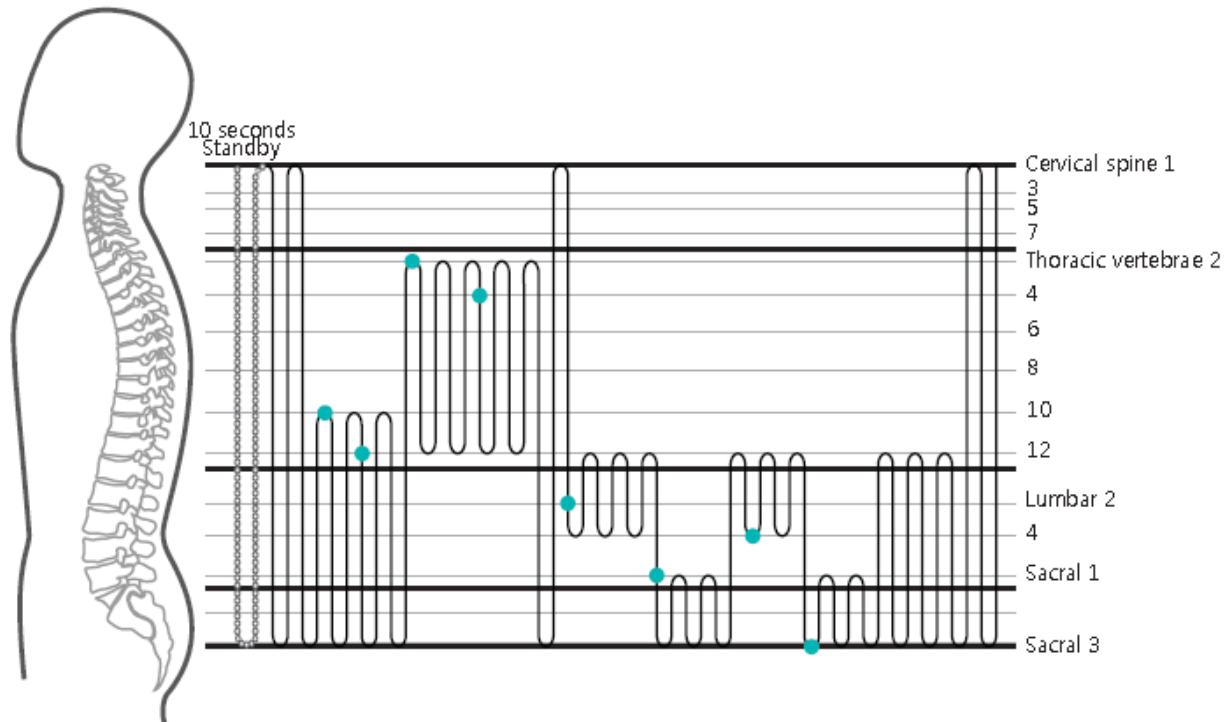 10 seconds
Standby
Cervical spine 1
3
5
7
Thoracic vertebrae 2
4
6
8
10
12
Lumbar 2
4
Sacral 1
Sacral 3